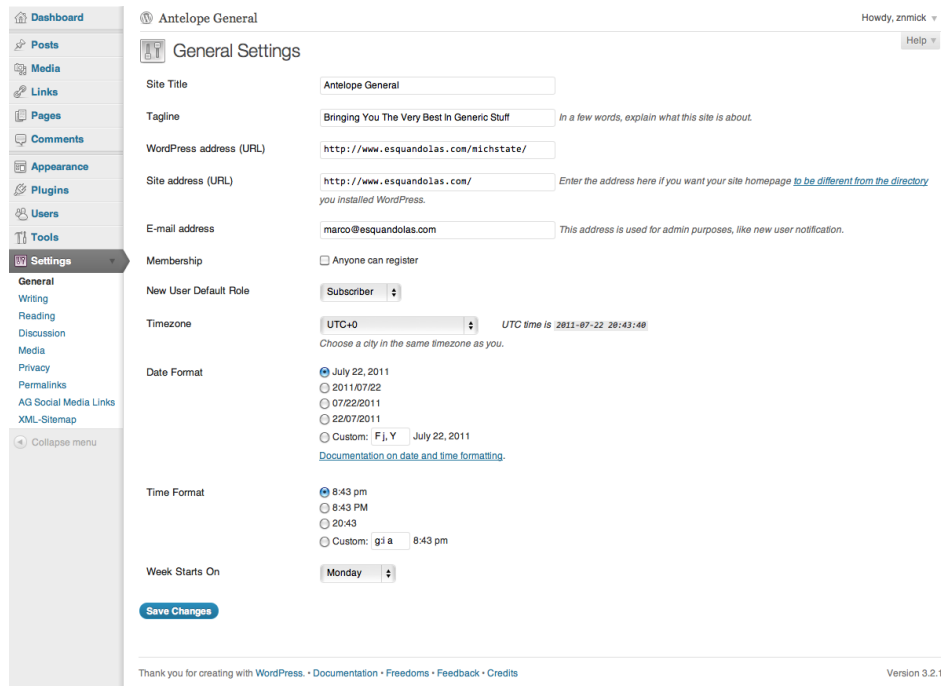 Dashboard
Posts
Media
Links
Pages
Comments
Appearance
Plugins
Users
Tools
Settings
General
Writing
Reading
Discussion
Media
Privacy
Permalinks
AG Social Media Links
XML-Sitemap
Collapse menu
Antelope General
Howdy, znmick
Help
General Settings
Site Title
Antelope General
Tagline
Bringing You The Very Best In Generic Stuff In a few words, explain what this site is about.
WordPress address (URL)
http://www.esquandolas.com/michstate/
Site address (URL)
http://www.esquandolas.com/ Enter the address here if you want your site homepage to be different from the directory
you installed WordPress.
E-mail address
marco@esquandolas.com This address is used for admin purposes, like new user notification.
Membership
Anyone can register
New User Default Role
Subscriber
Timezone
UTC+0 UTC time is 2011-07-22 20:43:40
Choose a city in the same timezone as you.
Date Format
July 22, 2011
2011/07/22
07/22/2011
22/07/2011
Custom: F j, Y July 22, 2011
Documentation on date and time formatting.
Time Format
8:43 pm
8:43 PM
20:43
Custom: g:i a 8:43 pm
Week Starts On
Monday
Save Changes
Thank you for creating with WordPress. • Documentation • Freedoms • Feedback • Credits
Version 3.2.1